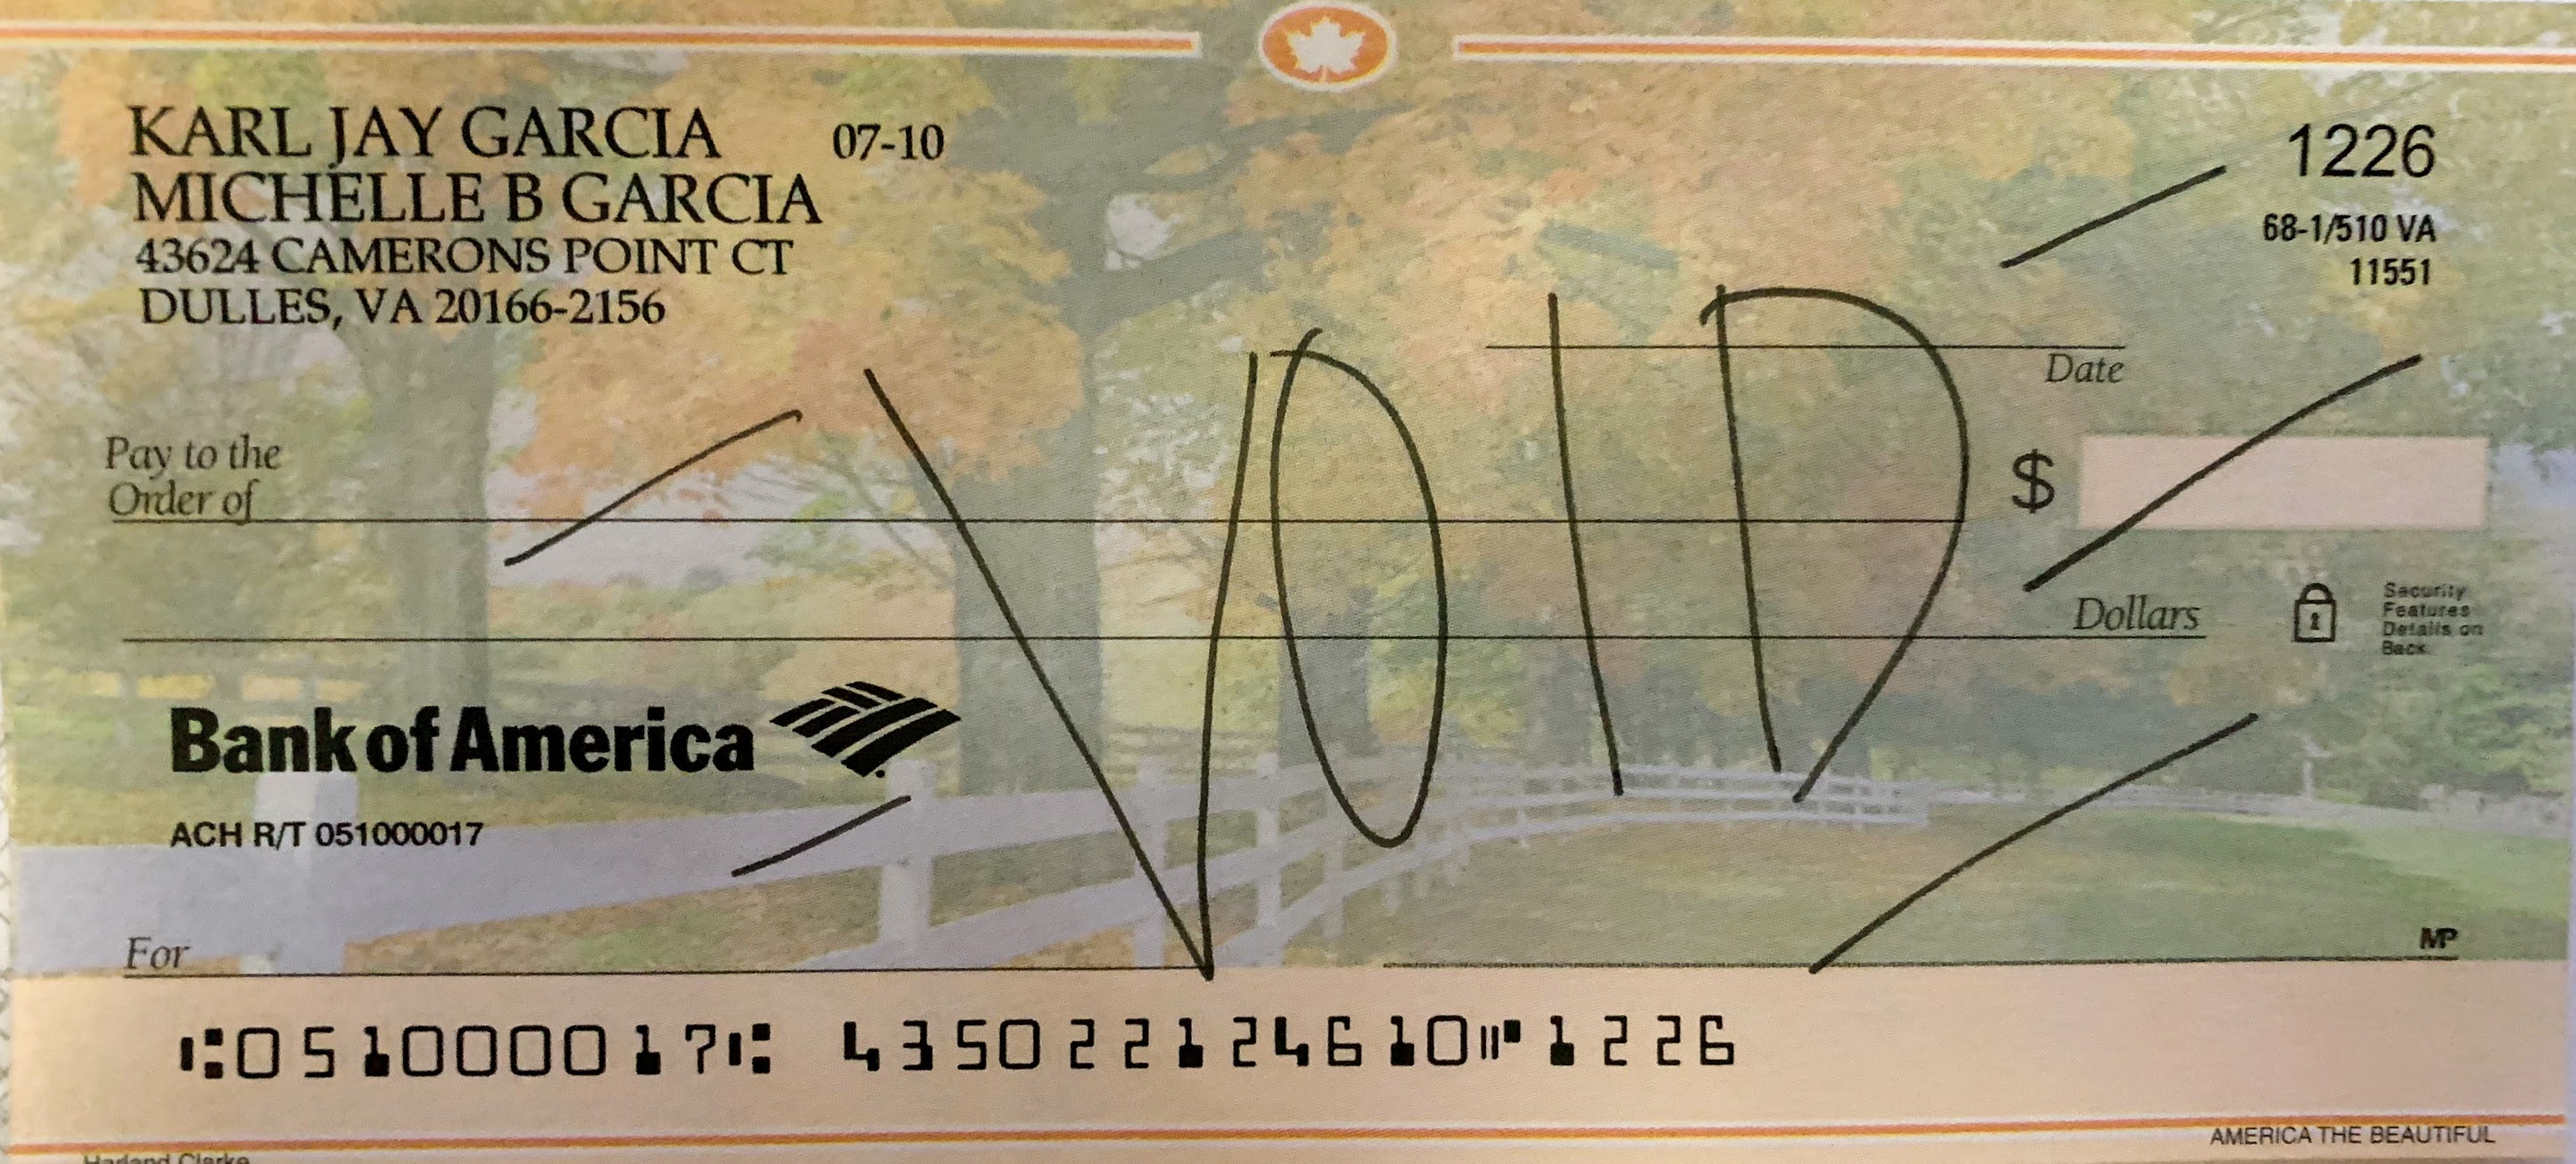 KARL JAY GARCIA 07-10
MICHELLE B GARCIA
43624 CAMERONS POINT CT
DULLES, VA 20166-2156
1226
68-1/510 VA
11551
Date
Pay to the
Order of
$
VOID
Dollars
Security
Features
Details on
Back
Bank of America
ACH R/T 051000017
For
MP
⑆051000017⑆ 435022124610⑈1226
AMERICA THE BEAUTIFUL
Harland Clarke